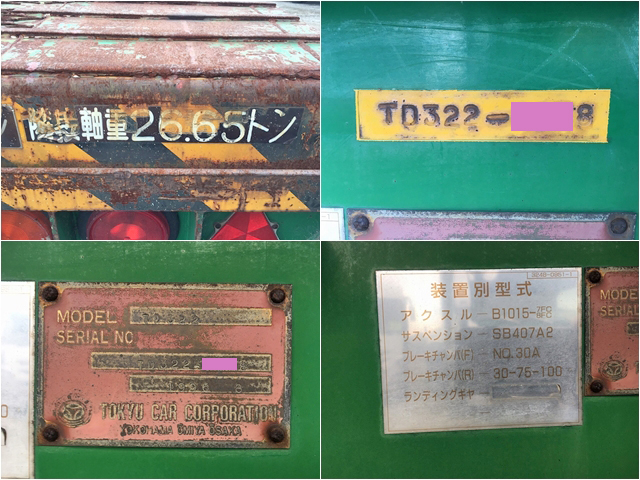 軸重26.65トン
TD322-8
MODEL
SERIAL NO
TOKYU CAR CORPORATION
YOKOHAMA OMIYA OSAKA
装置別型式
アクスル-B1015-
サスペンション-SB407A2
ブレーキチャンバ(F)-NO.30A
ブレーキチャンバ(R)-30-75-100
ランディングギヤ-
MODEL
SERIAL